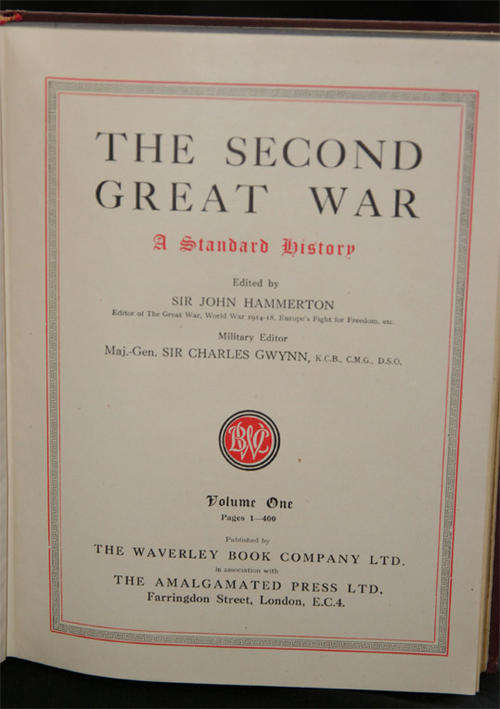 THE SECOND
GREAT WAR
A Standard History
Edited by
SIR JOHN HAMMERTON
Editor of The Great War, World War 1914-18, Europe's Fight for Freedom, etc.
Military Editor
Maj.-Gen. SIR CHARLES GWYNN, K.C.B., C.M.G., D.S.O.
BWC
Volume One
Pages 1—400
Published by
THE WAVERLEY BOOK COMPANY LTD.
in association with
THE AMALGAMATED PRESS LTD.
Farringdon Street, London, E.C.4.